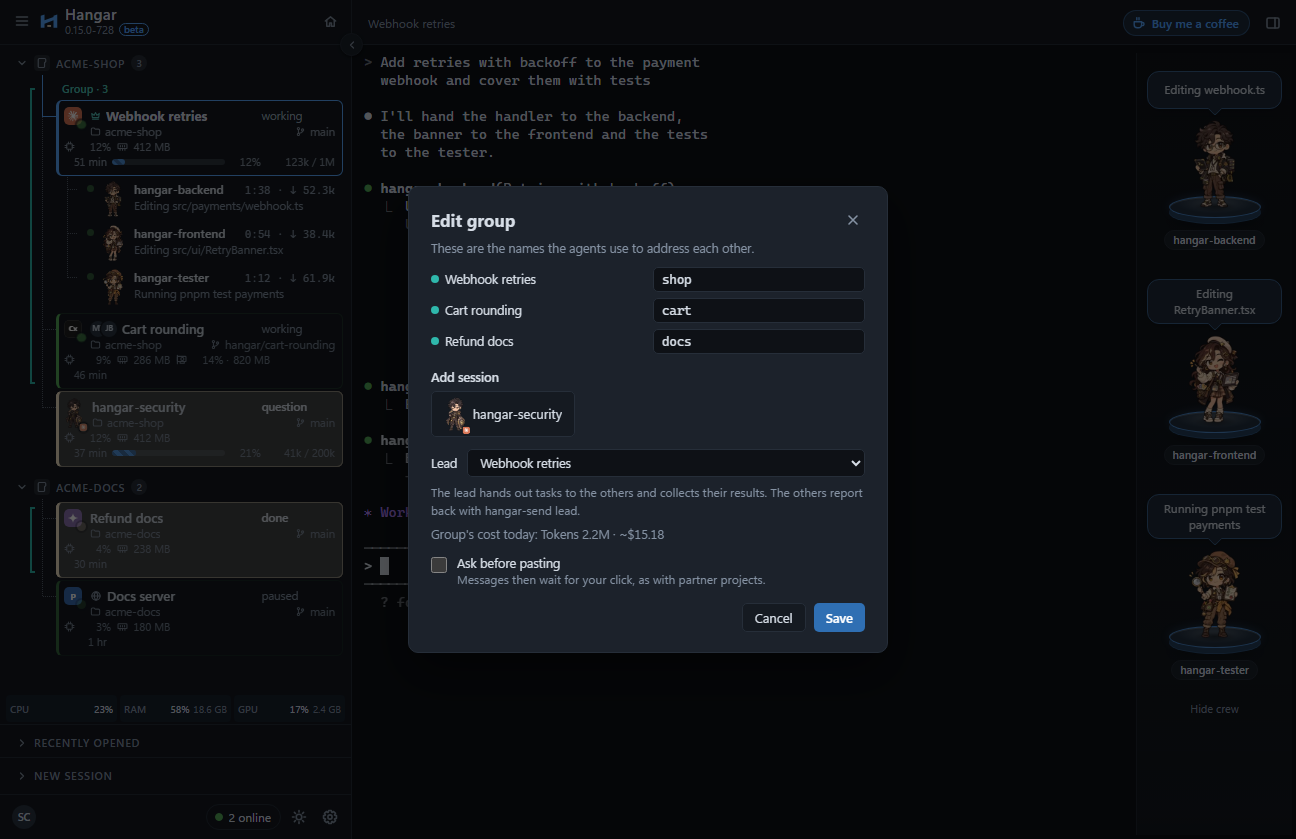 Hangar
0.15.0-728 beta
Webhook retries
Buy me a coffee
ACME-SHOP 3
Group · 3
Webhook retries working
acme-shop main
12% 412 MB
51 min 12% 123k / 1M
hangar-backend 1:38 · ↓ 52.3k
Editing src/payments/webhook.ts
hangar-frontend 0:54 · ↓ 38.4k
Editing src/ui/RetryBanner.tsx
hangar-tester 1:12 · ↓ 61.9k
Running pnpm test payments
Cx M JB Cart rounding working
acme-shop hangar/cart-rounding
9% 286 MB 14% · 820 MB
46 min
hangar-security question
acme-shop main
12% 412 MB
37 min 21% 41k / 200k
ACME-DOCS 2
Refund docs done
acme-docs main
4% 238 MB
30 min
P Docs server paused
acme-docs main
3% 180 MB
1 hr
CPU 23% RAM 58% 18.6 GB GPU 17% 2.4 GB
RECENTLY OPENED
NEW SESSION
SC 2 online
> Add retries with backoff to the payment
webhook and cover them with tests
● I'll hand the handler to the backend,
the banner to the frontend and the tests
to the tester.
Edit group
These are the names the agents use to address each other.
Webhook retries shop
Cart rounding cart
Refund docs docs
Add session
hangar-security
Lead Webhook retries
The lead hands out tasks to the others and collects their results. The others report
back with hangar-send lead.
Group's cost today: Tokens 2.2M · ~$15.18
Ask before pasting
Messages then wait for your click, as with partner projects.
Cancel Save
>
Editing webhook.ts
hangar-backend
Editing
RetryBanner.tsx
hangar-frontend
Running pnpm test
payments
hangar-tester
Hide crew